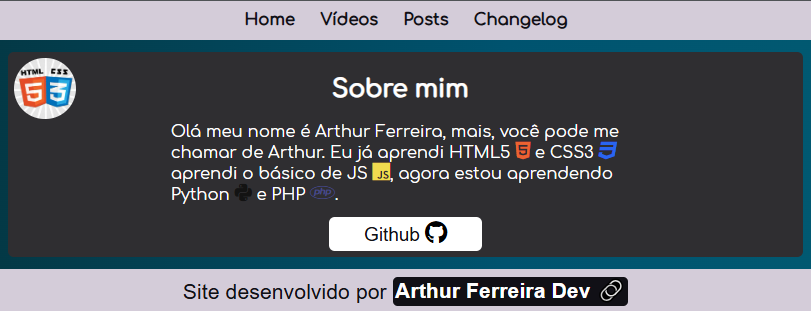 Home Vídeos Posts Changelog
HTML CSS
5 3
Sobre mim
Olá meu nome é Arthur Ferreira, mais, você pode me
chamar de Arthur. Eu já aprendi HTML5 5 e CSS3 3
aprendi o básico de JS JS, agora estou aprendendo
Python e PHP php.
Github
Site desenvolvido por Arthur Ferreira Dev